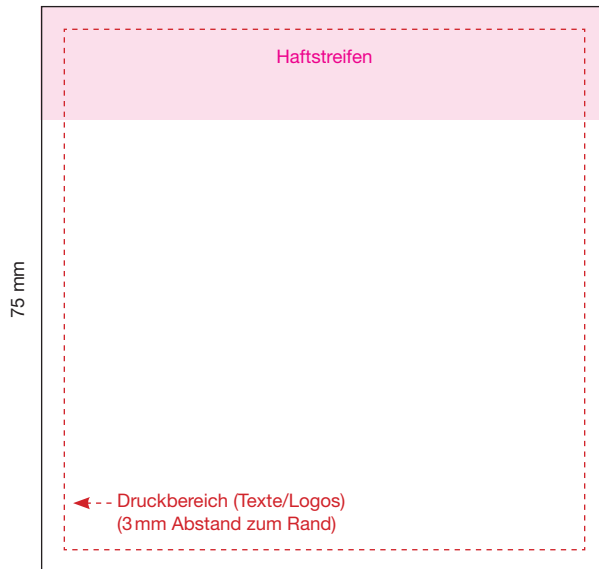 Haftstreifen
75 mm
Druckbereich (Texte/Logos)
(3 mm Abstand zum Rand)